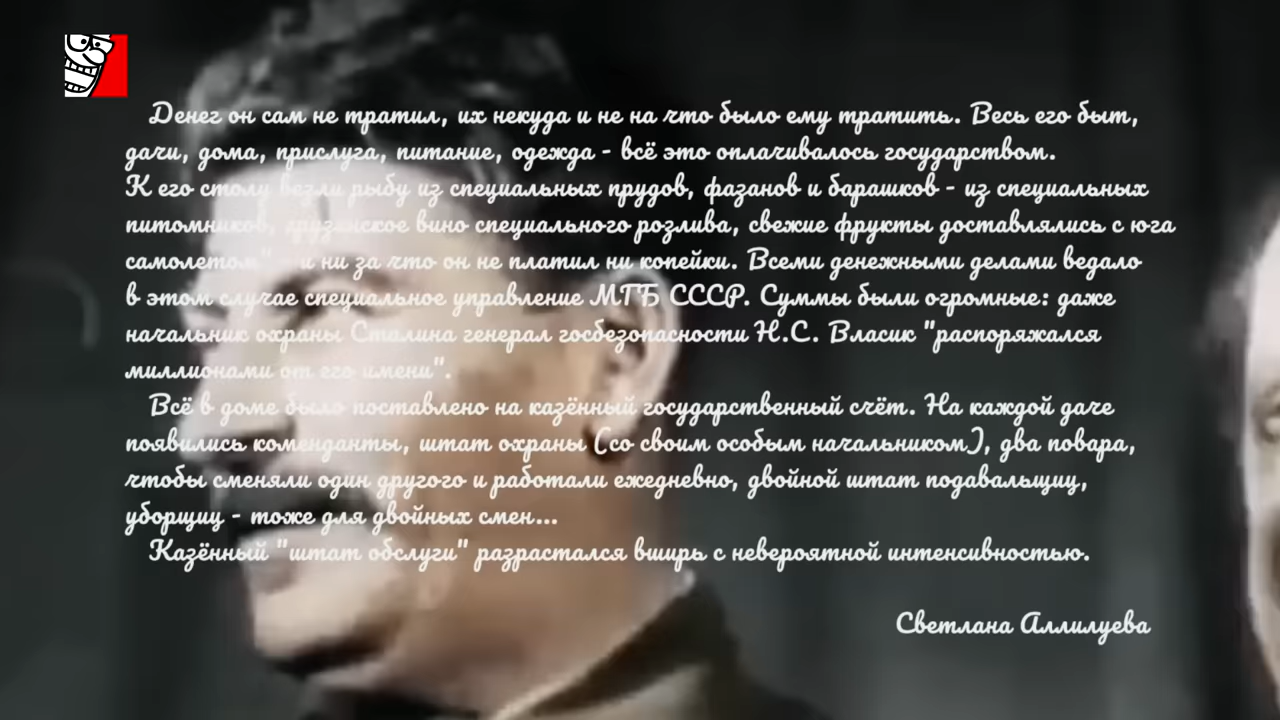 Денег он сам не тратил, их некуда и не на что было ему тратить. Весь его быт,
дачи, дома, прислуга, питание, одежда - всё это оплачивалось государством.
К его столу везли рыбу из специальных прудов, фазанов и барашков - из специальных
питомников, грузинское вино специального розлива, свежие фрукты доставлялись с юга
самолетом" и ни за что он не платил ни копейки. Всеми денежными делами ведало
в этом случае специальное управление МГБ СССР. Суммы были огромные: даже
начальник охраны Сталина генерал госбезопасности Н.С. Власик "распоряжался
миллионами от его имени".
Всё в доме было поставлено на казённый государственный счёт. На каждой даче
появились коменданты, штат охраны (со своим особым начальником), два повара,
чтобы сменяли один другого и работали ежедневно, двойной штат подавальщиц,
уборщиц - тоже для двойных смен...
Казённый "штат обслуги" разрастался вширь с невероятной интенсивностью.
Светлана Аллилуева